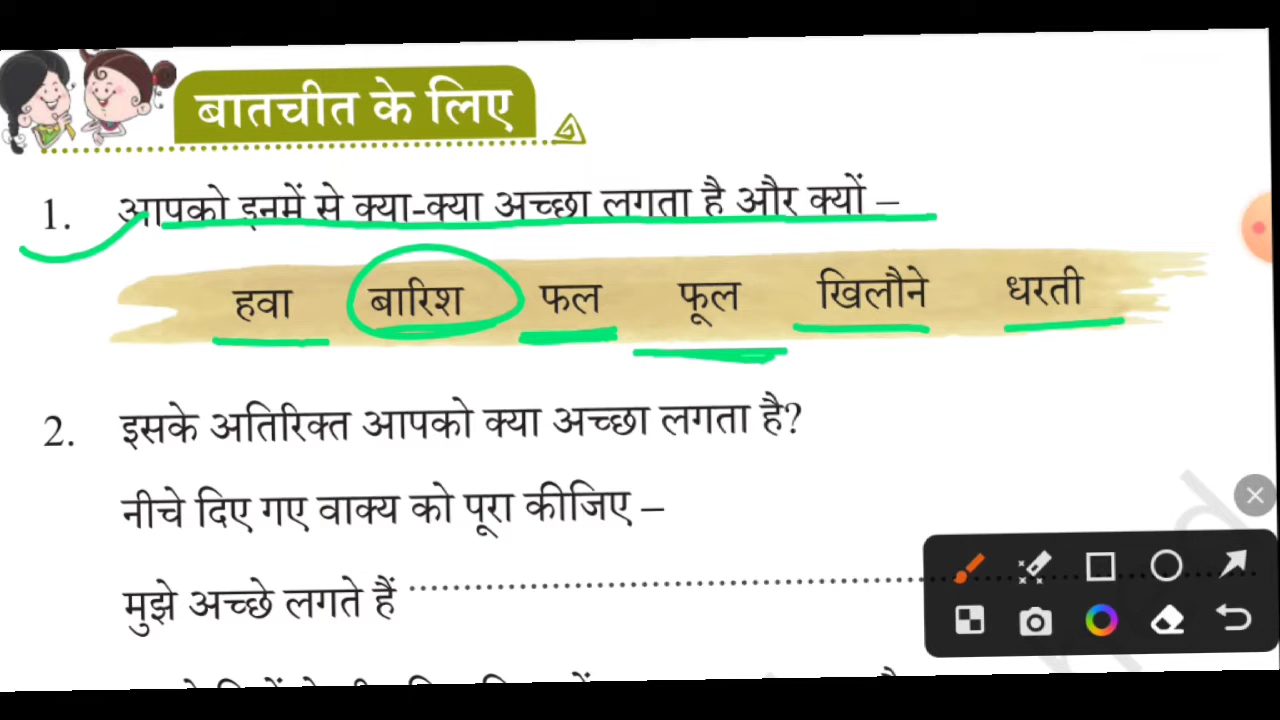 बातचीत के लिए
1. आपको इनमें से क्या-क्या अच्छा लगता है और क्यों –
हवा बारिश फल फूल खिलौने धरती
2. इसके अतिरिक्त आपको क्या अच्छा लगता है?
नीचे दिए गए वाक्य को पूरा कीजिए –
मुझे अच्छे लगते हैं